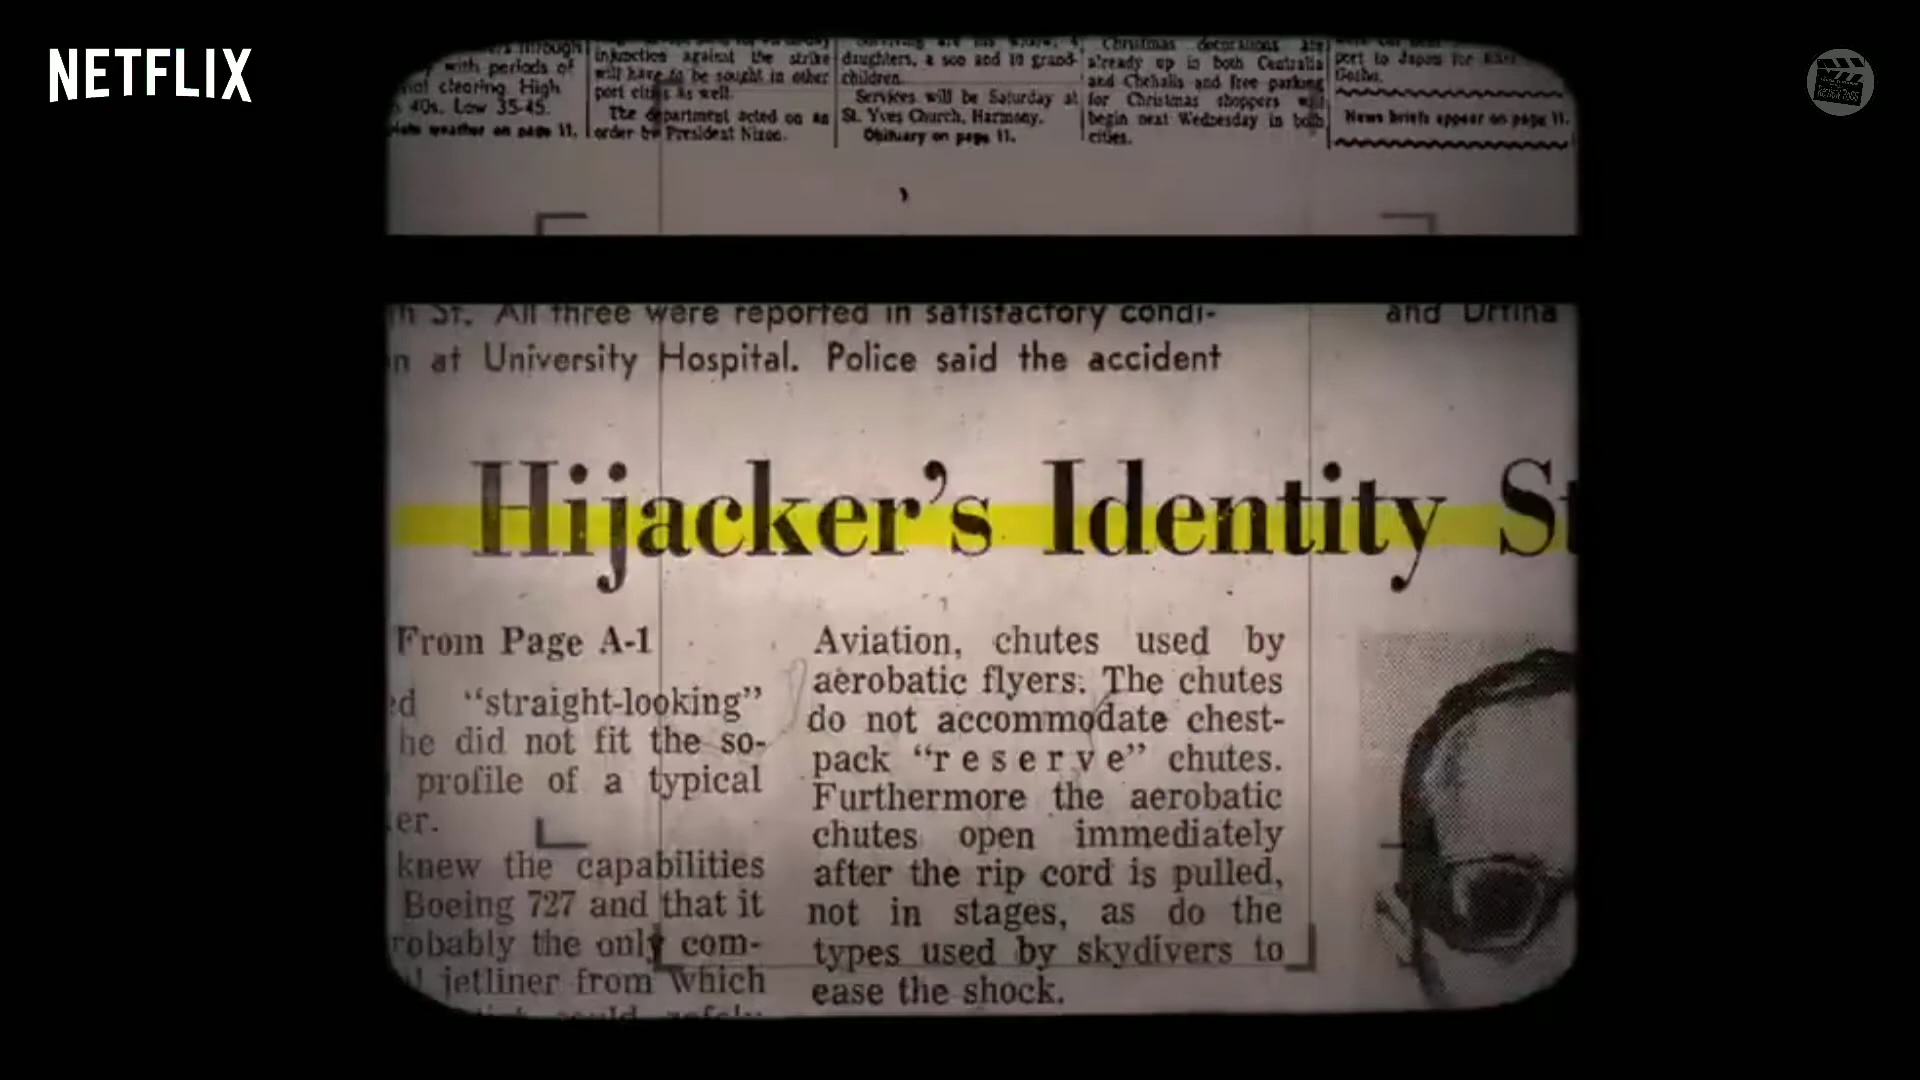 NETFLIX
with periods of
clearing. High
40s. Low 35-45.
weather on page 11.
injunction against the strike
will have to be sought in other
port cities as well.
The department acted on an
order by President Nixon.
daughters, a son and 10 grand-
children.
Services will be Saturday at
St. Yves Church, Harmony.
Obituary on page 11.
Christmas decorations are
already up in both Centralia
and Chehalis and free parking
for Christmas shoppers will
begin next Wednesday in both
cities.
port to Japan for
News briefs appear on page 11.
St. All three were reported in satisfactory condi-
at University Hospital. Police said the accident
and
Hijacker's Identity St
From Page A-1
"straight-looking"
he did not fit the so-
profile of a typical
er.
knew the capabilities
Boeing 727 and that it
robably the only com-
jetliner from which
Aviation, chutes used by
aerobatic flyers. The chutes
do not accommodate chest-
pack "reserve" chutes.
Furthermore the aerobatic
chutes open immediately
after the rip cord is pulled,
not in stages, as do the
types used by skydivers to
ease the shock.